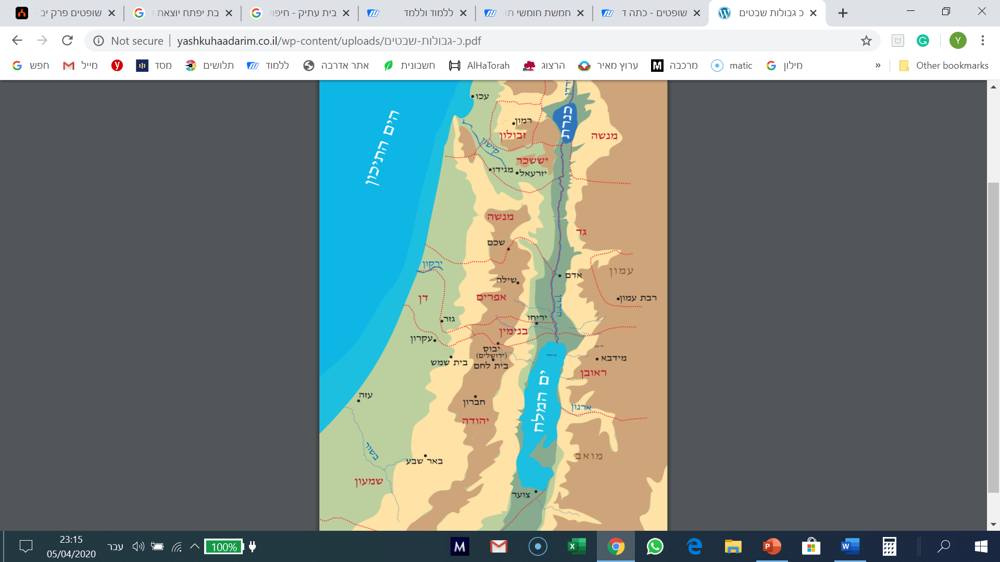 שופטים פרק יב -
בת יפתח יוצאת
בית עתיק - חיפו
ללמוד וללמד
חמשת חומשי תו
שופטים - כתה ד
כ גבולות שבטים
Not secure
yashkuhaadarim.co.il/wp-content/uploads/כ-גבולות-שבטים.pdf
Y
חפש
מייל
מסד
תלושים
ללמוד
אתר אדרבה
חשבונית
AlHaTorah
הרצוג
ערוץ מאיר
מרכבה
matic
מילון
»
Other bookmarks
הים התיכון
עכו
רמון
זבולון
כנרת
מנשה
קישון
יששכר
מגידו
יזרעאל
מנשה
גד
שכם
ירקון
עמון
אדם
שילה
רבת עמון
דן
אפרים
הירדן
גזר
יריחו
בנימין
עקרון
יבוס
(ירושלים)
בית שמש
בית לחם
מידבא
ראובן
ים המלח
עזה
חברון
ארנון
יהודה
בשור
באר שבע
מואב
שמעון
צוער
23:15
05/04/2020
עבר
100%